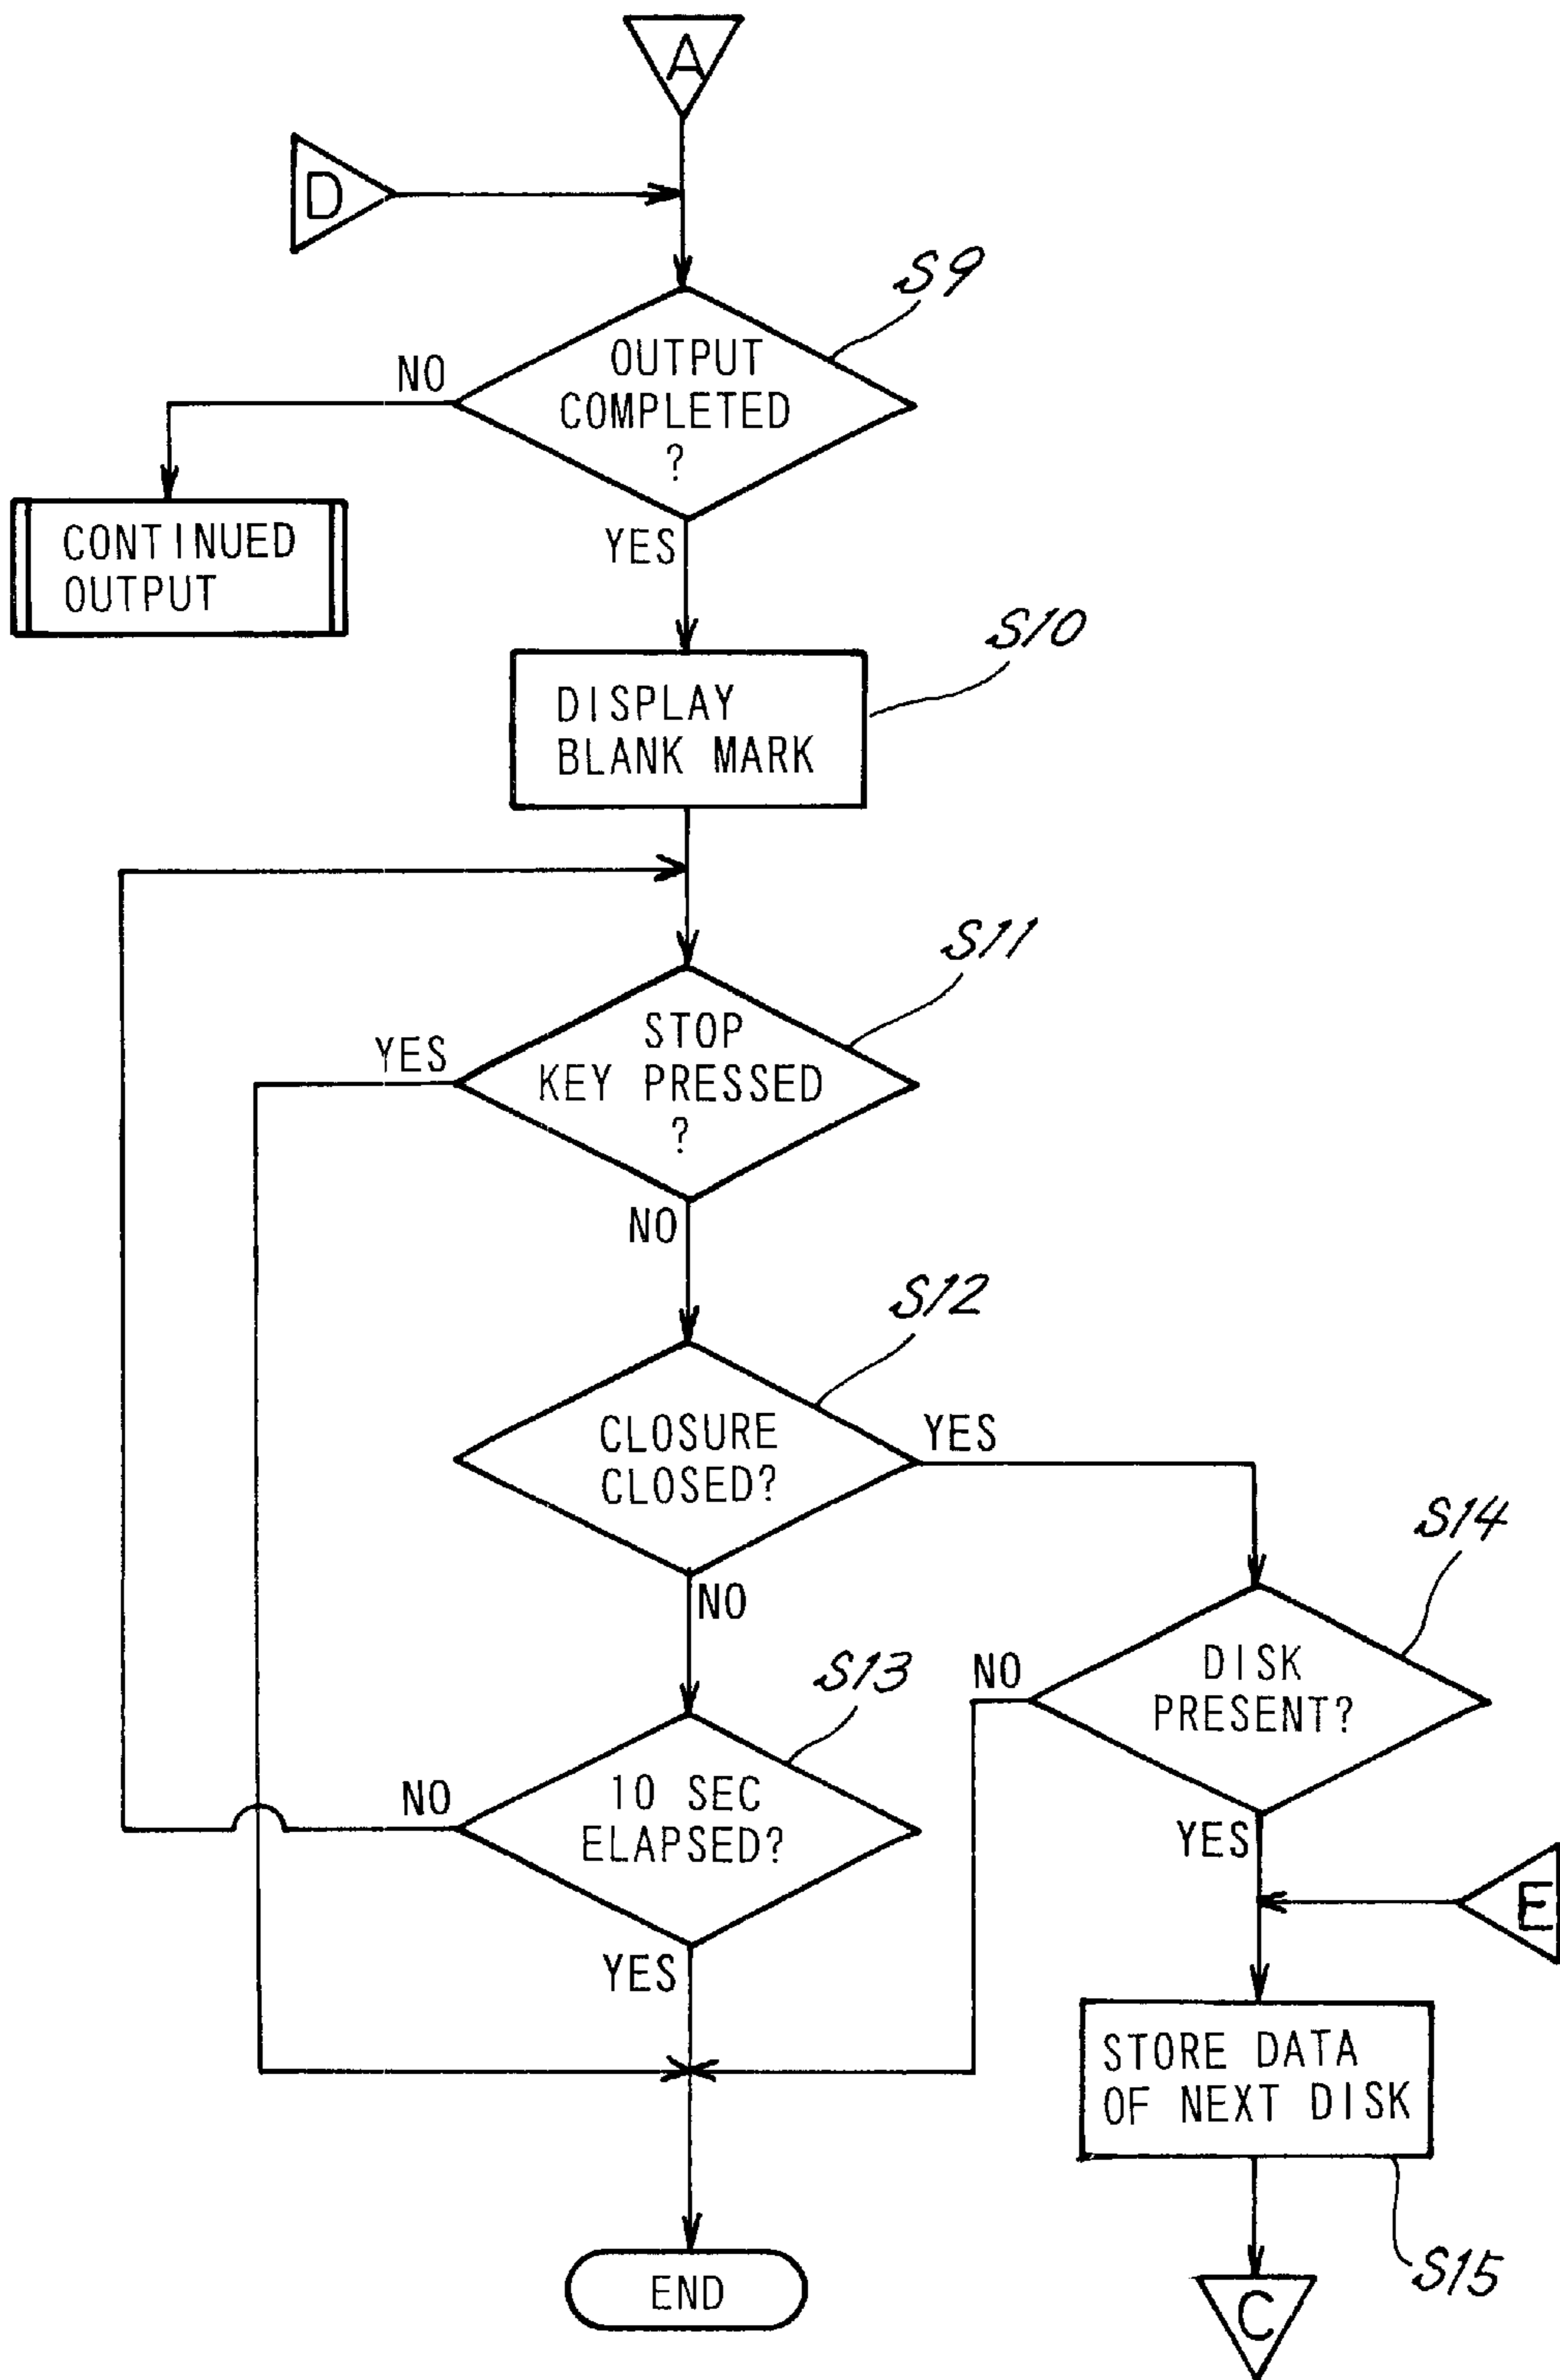 A
D
S9
NO
OUTPUT
COMPLETED
?
CONTINUED
OUTPUT
YES
S10
DISPLAY
BLANK MARK
S11
YES
STOP
KEY PRESSED
?
NO
S12
CLOSURE
CLOSED?
YES
NO
S14
NO
DISK
PRESENT?
S13
NO
10 SEC
ELAPSED?
YES
E
YES
STORE DATA
OF NEXT DISK
S15
END
C